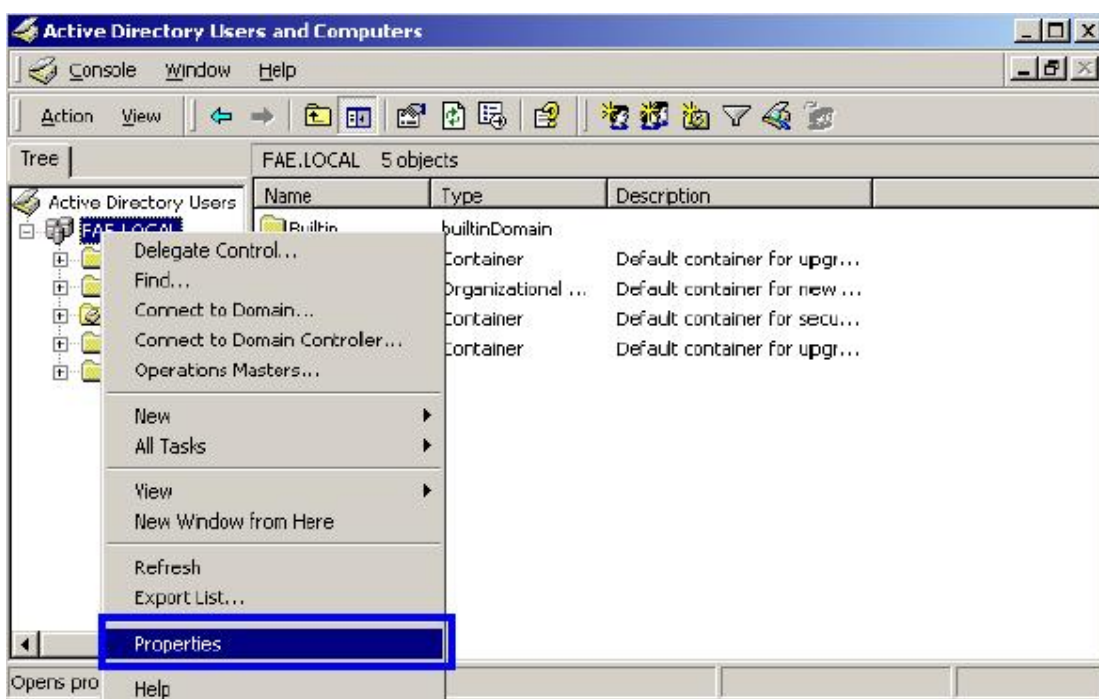 Active Directory Users and Computers
Console Window Help
Action View
Tree
FAE.LOCAL 5 objects
Active Directory Users
Name Type Description
FAE.LOCAL
Builtin builtinDomain
Container Default container for upgr...
Organizational ... Default container for new ...
Container Default container for secu...
Container Default container for upgr...
Delegate Control...
Find...
Connect to Domain...
Connect to Domain Controller...
Operations Masters...
New
All Tasks
View
New Window from Here
Refresh
Export List...
Properties
Help
Opens pro